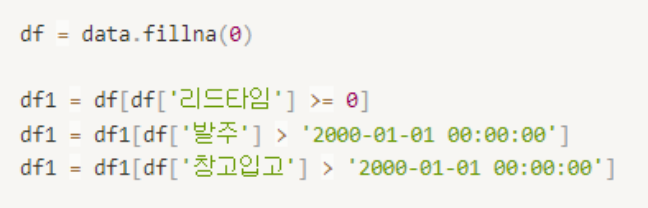 df = data.fillna(0)
df1 = df[df['리드타임'] >= 0]
df1 = df1[df['발주'] > '2000-01-01 00:00:00']
df1 = df1[df['창고입고'] > '2000-01-01 00:00:00']